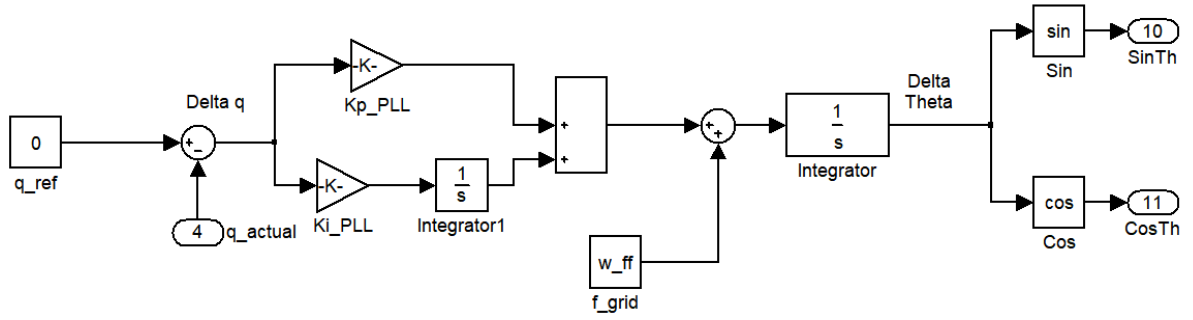 0
q_ref
+
−
Delta q
4
q_actual
-K-
Kp_PLL
-K-
Ki_PLL
1
s
Integrator1
+
+
w_ff
f_grid
+
+
1
s
Integrator
Delta
Theta
sin
Sin
10
SinTh
cos
Cos
11
CosTh